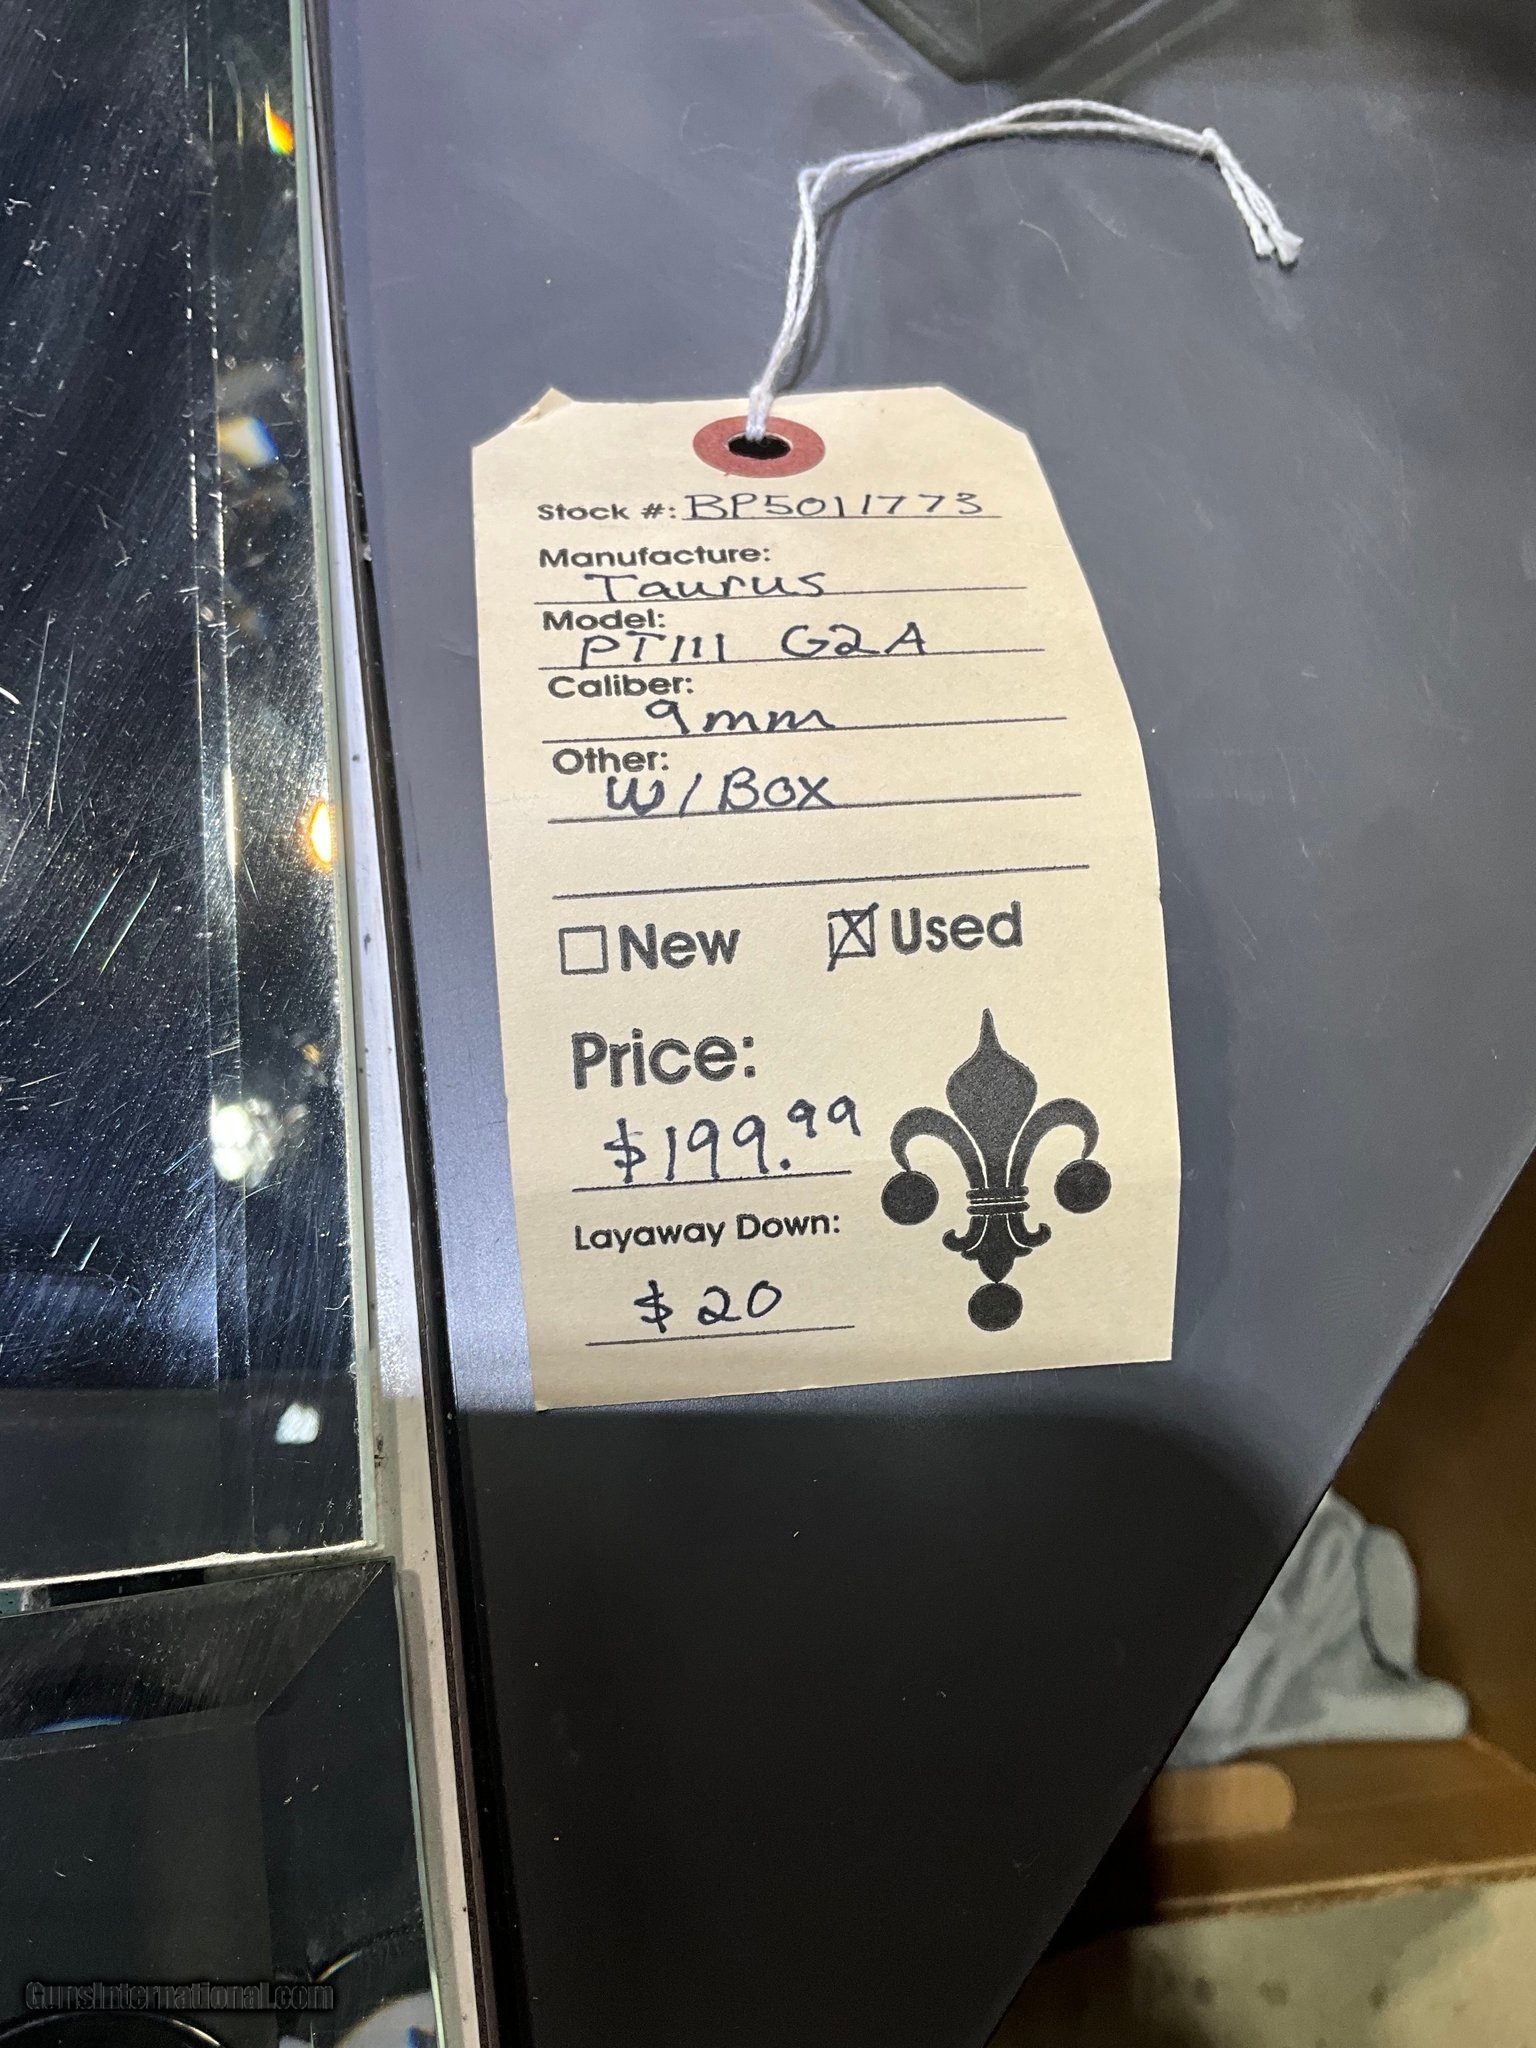 Stock #: BP5011773
Manufacture:
Taurus
Model:
PT111 G2A
Caliber:
9mm
Other:
W/BOX
New Used
Price:
$199.99
Layaway Down:
$20
GunsInternational.com